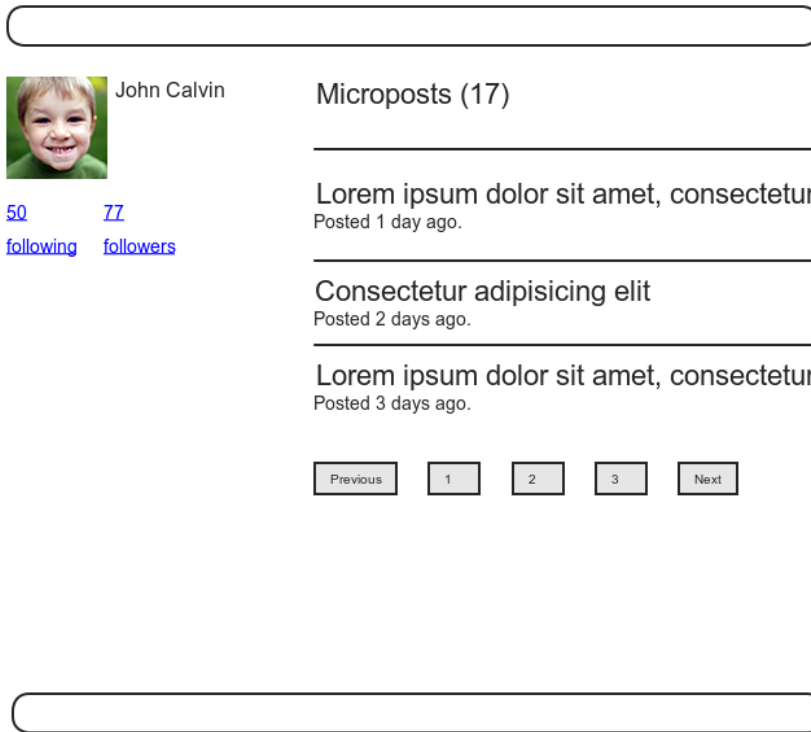 John Calvin
50 77
following followers
Microposts (17)
Lorem ipsum dolor sit amet, consectetur
Posted 1 day ago.
Consectetur adipisicing elit
Posted 2 days ago.
Lorem ipsum dolor sit amet, consectetur
Posted 3 days ago.
Previous 1 2 3 Next